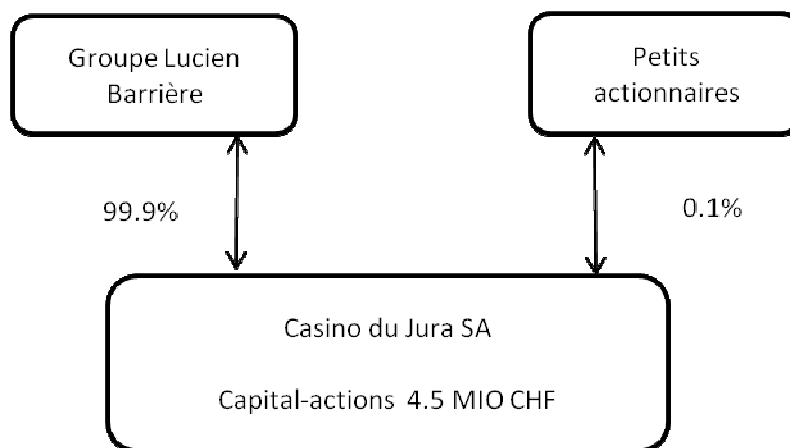 Groupe Lucien
Barrière
Petits
actionnaires
99.9%
0.1%
Casino du Jura SA
Capital-actions 4.5 MIO CHF